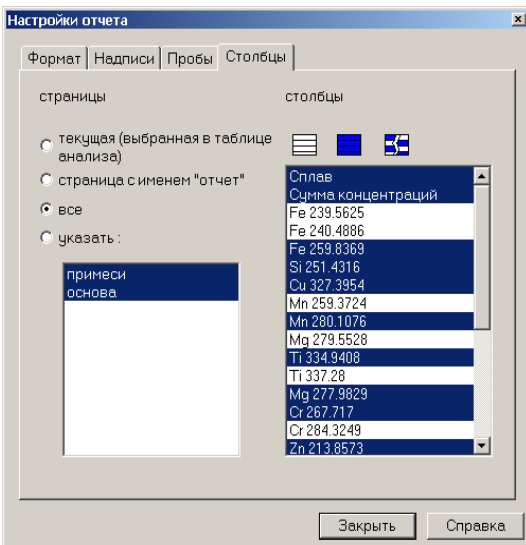 Настройки отчета
Формат Надписи Пробы Столбцы
страницы
текущая (выбранная в таблице
анализа)
страница с именем "отчет"
все
указать :
примеси
основа
столбцы
Сплав
Сумма концентраций
Fe 239.5625
Fe 240.4886
Fe 259.8369
Si 251.4316
Cu 327.3954
Mn 259.3724
Mn 280.1076
Mg 279.5528
Ti 334.9408
Ti 337.28
Mg 277.9829
Cr 267.717
Cr 284.3249
Zn 213.8573
Закрыть Справка